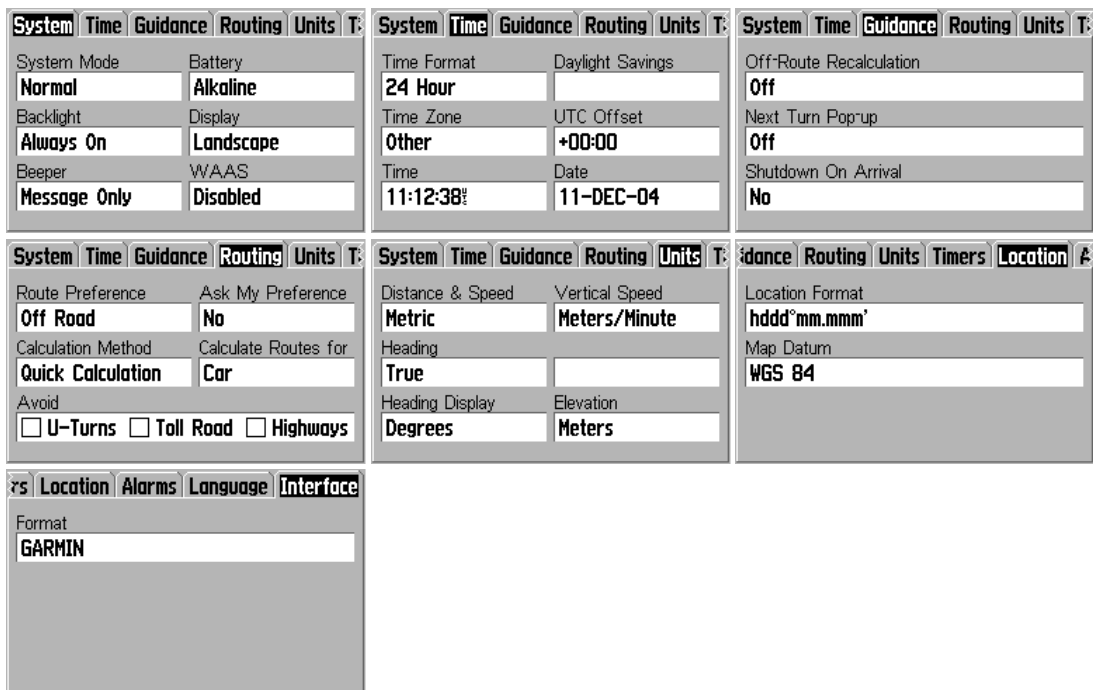 System Time Guidance Routing Units
System Mode Battery
Normal Alkaline
Backlight Display
Always On Landscape
Beeper WAAS
Message Only Disabled
System Time Guidance Routing Units
Time Format Daylight Savings
24 Hour
Time Zone UTC Offset
Other +00:00
Time Date
11:12:38 11-DEC-04
System Time Guidance Routing Units
Off-Route Recalculation
Off
Next Turn Pop-up
Off
Shutdown On Arrival
No
System Time Guidance Routing Units
Route Preference Ask My Preference
Off Road No
Calculation Method Calculate Routes for
Quick Calculation Car
Avoid
U-Turns Toll Road Highways
System Time Guidance Routing Units
Distance & Speed Vertical Speed
Metric Meters/Minute
Heading
True
Heading Display Elevation
Degrees Meters
idance Routing Units Timers Location A
Location Format
hddd°mm.mmm'
Map Datum
WGS 84
rs Location Alarms Language Interface
Format
GARMIN